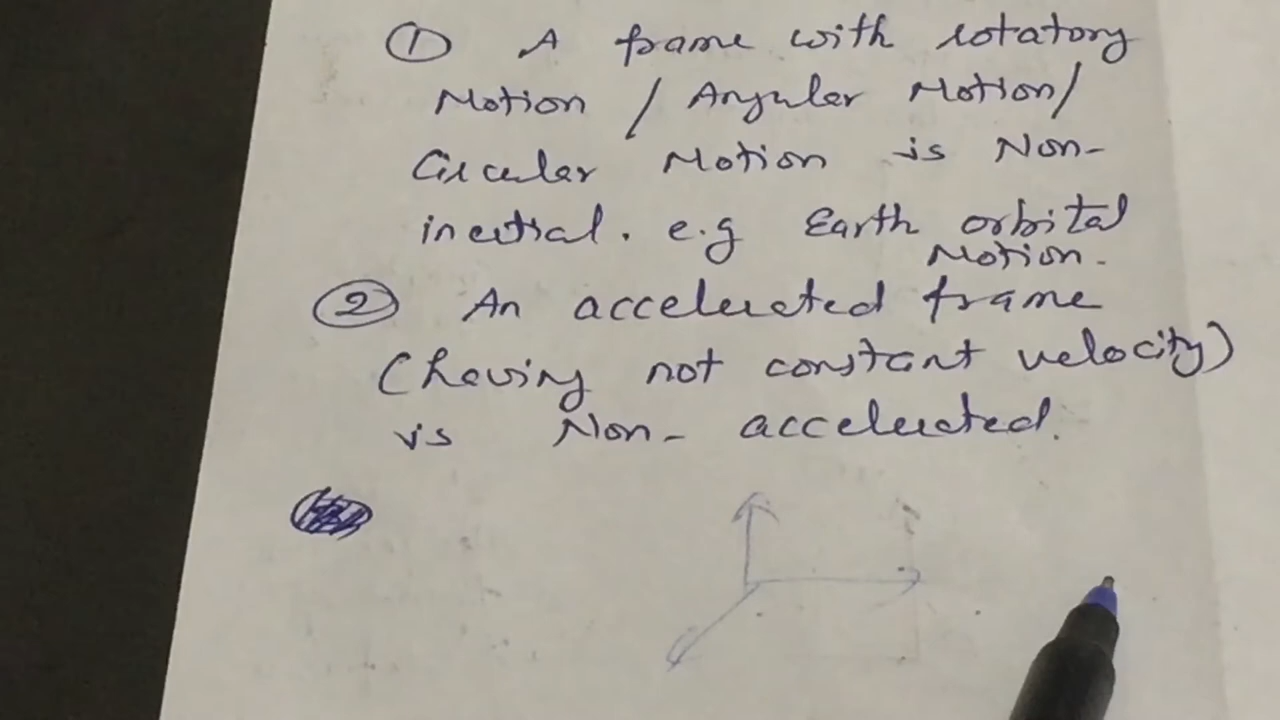 ① A frame with rotatory
Motion / Angular Motion/
Circular Motion is Non-
inertial. e.g Earth orbital
Motion.
② An accelerated frame
(having not constant velocity)
is Non- accelerated.